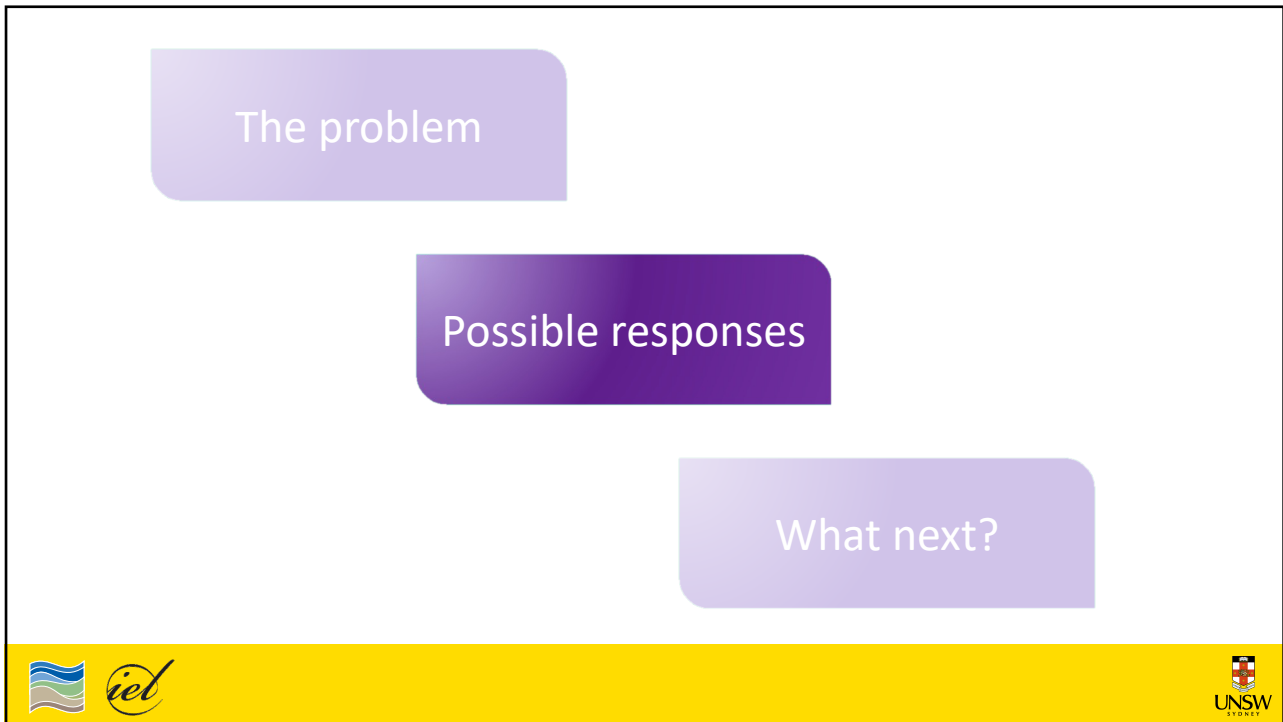 The problem
Possible responses
What next?
iel
UNSW
SYDNEY